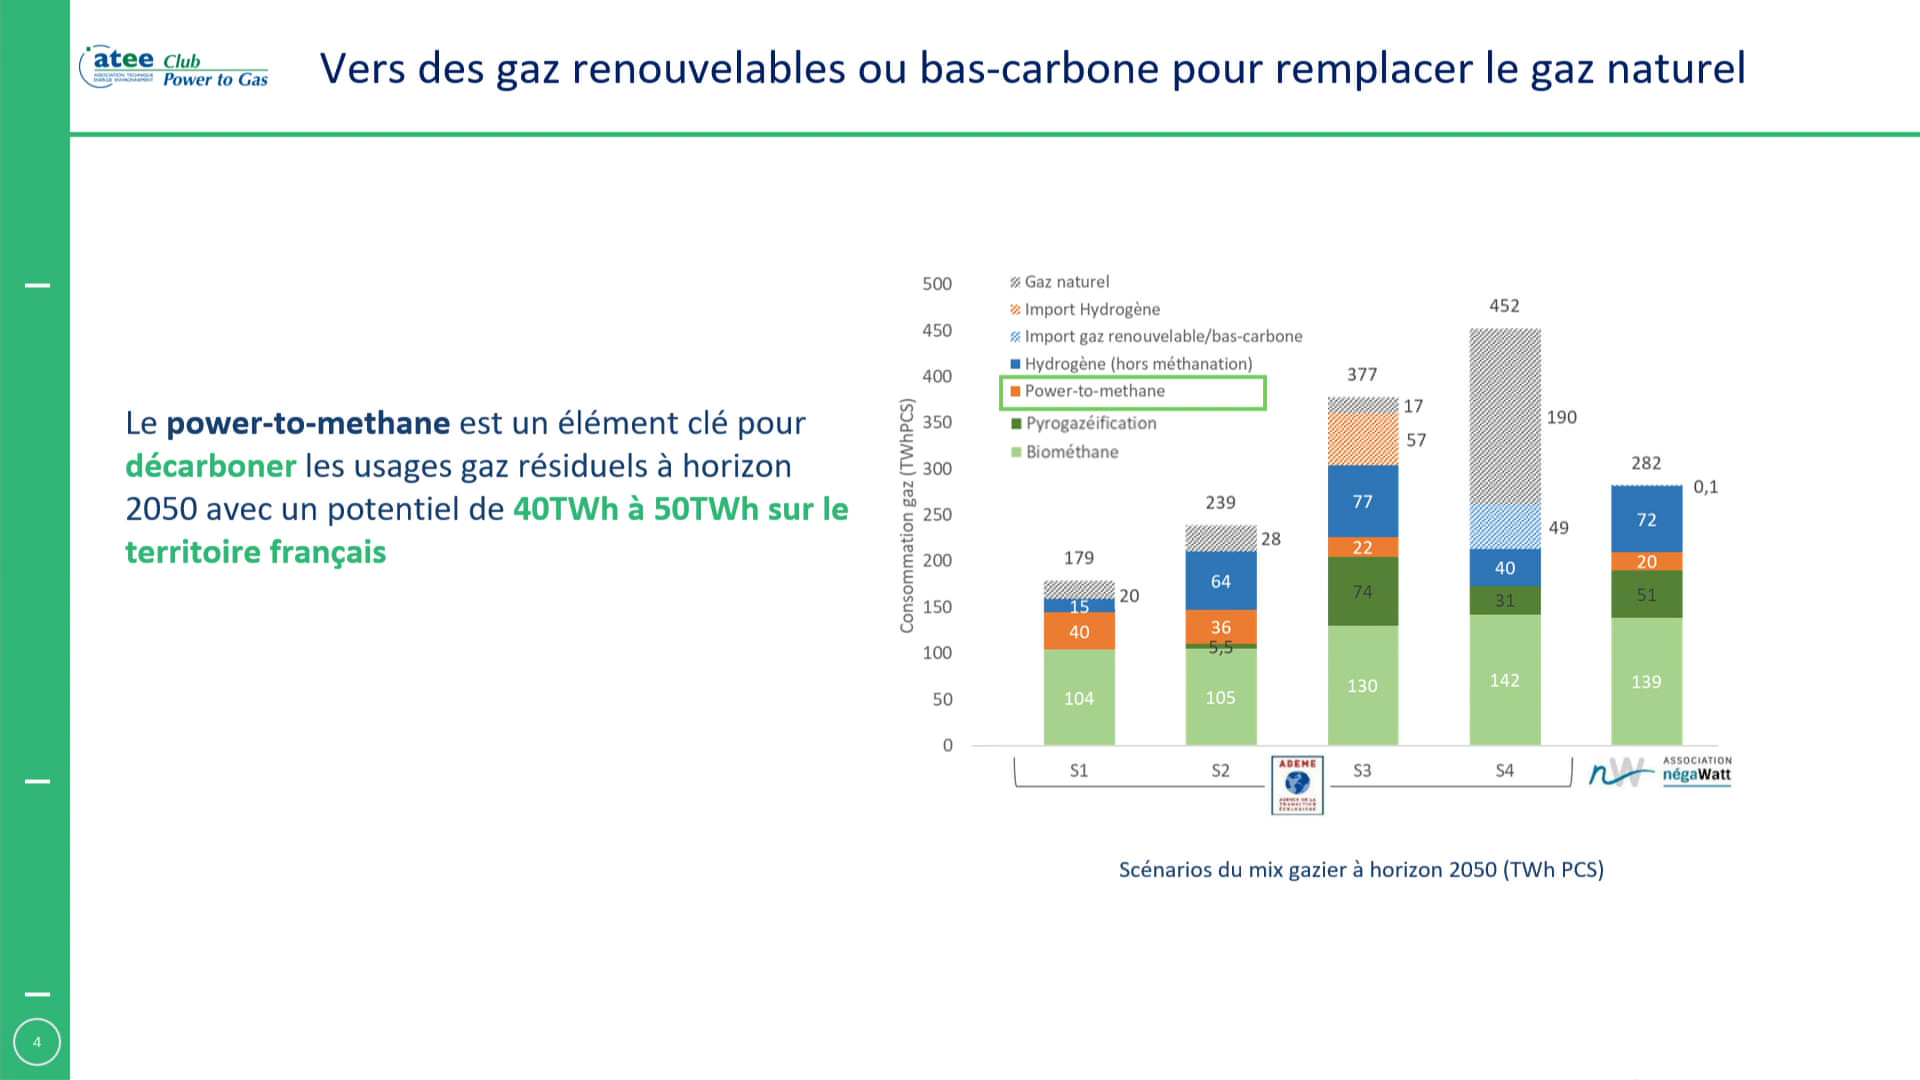 atee Club
Power to Gas
Vers des gaz renouvelables ou bas-carbone pour remplacer le gaz naturel
Le power-to-methane est un élément clé pour
décarboner les usages gaz résiduels à horizon
2050 avec un potentiel de 40TWh à 50TWh sur le
territoire français
Consommation gaz (TWhPCS)
500
450
400
350
300
250
200
150
100
50
0
Gaz naturel
Import Hydrogène
Import gaz renouvelable/bas-carbone
Hydrogène (hors méthanation)
Power-to-methane
Pyrogazéification
Biométhane
179
20
15
40
104
239
28
64
36
5,5
105
377
17
57
77
22
74
130
452
190
49
40
31
142
282
0,1
72
20
51
139
S1
S2
S3
S4
ADEME
AGENCE DE LA
TRANSITION
ÉCOLOGIQUE
nW
ASSOCIATION
négaWatt
Scénarios du mix gazier à horizon 2050 (TWh PCS)
4